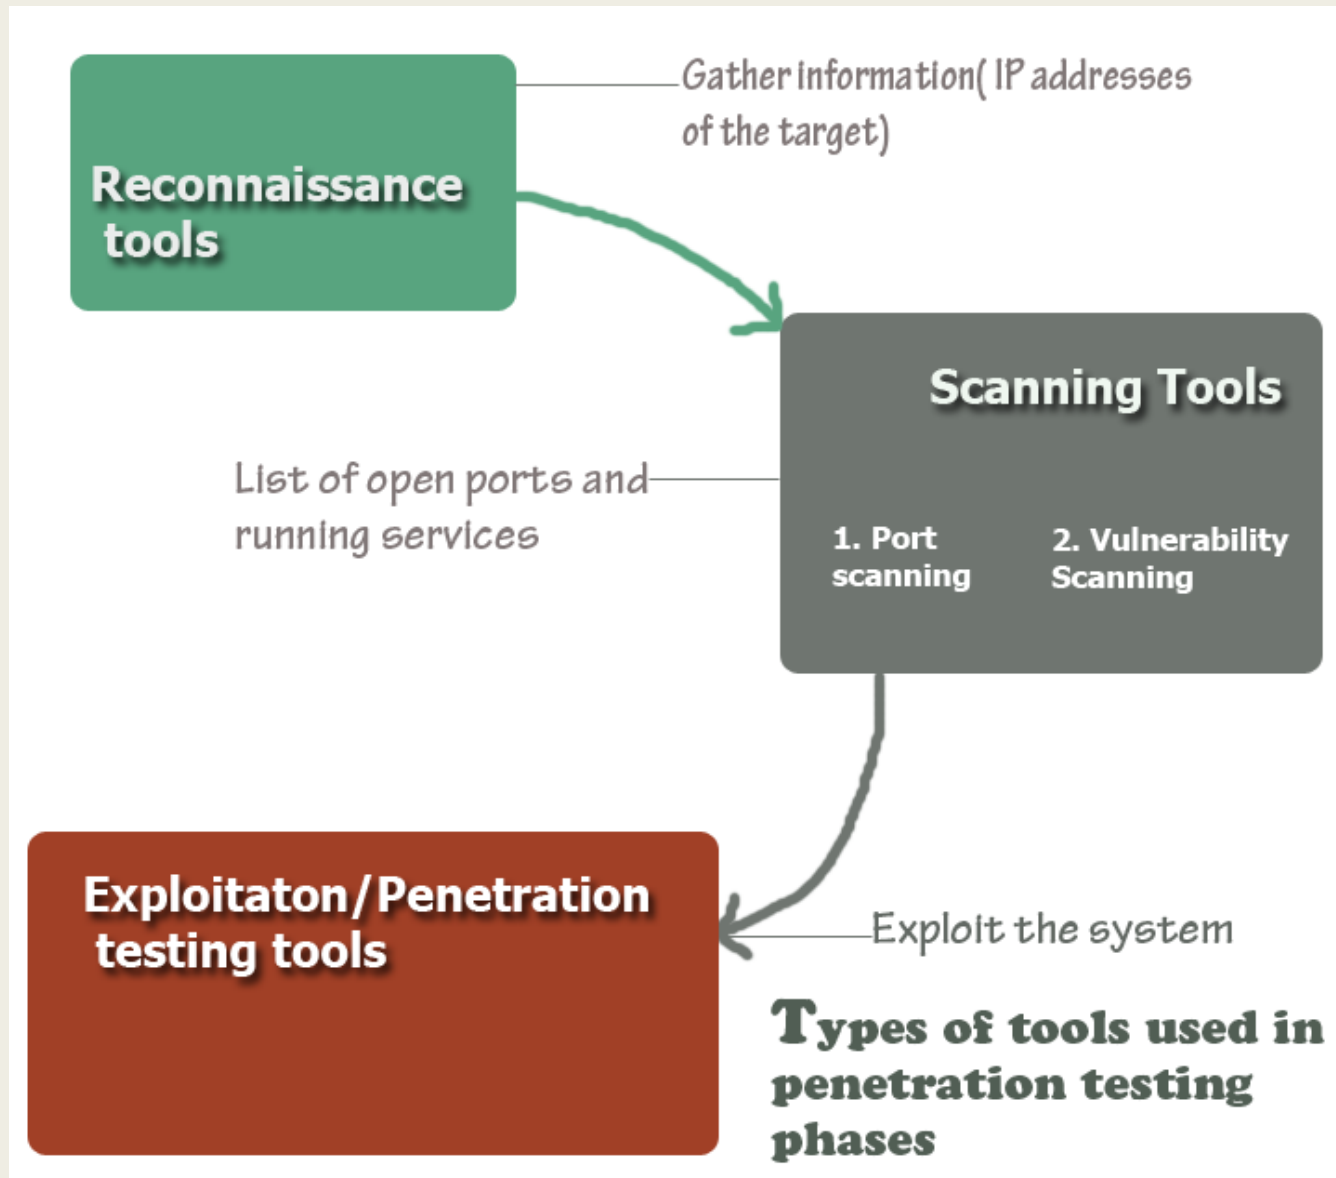 Gather information( IP addresses
of the target)
Reconnaissance
tools
Scanning Tools
List of open ports and
running services
1. Port
scanning
2. Vulnerability
Scanning
Exploitaton/Penetration
testing tools
Exploit the system
Types of tools used in
penetration testing
phases